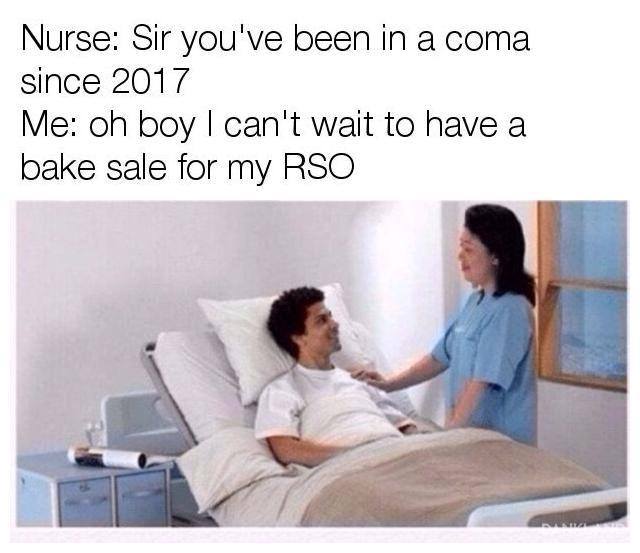 Nurse: Sir you've been in a coma
since 2017
Me: oh boy I can't wait to have a
bake sale for my RSO